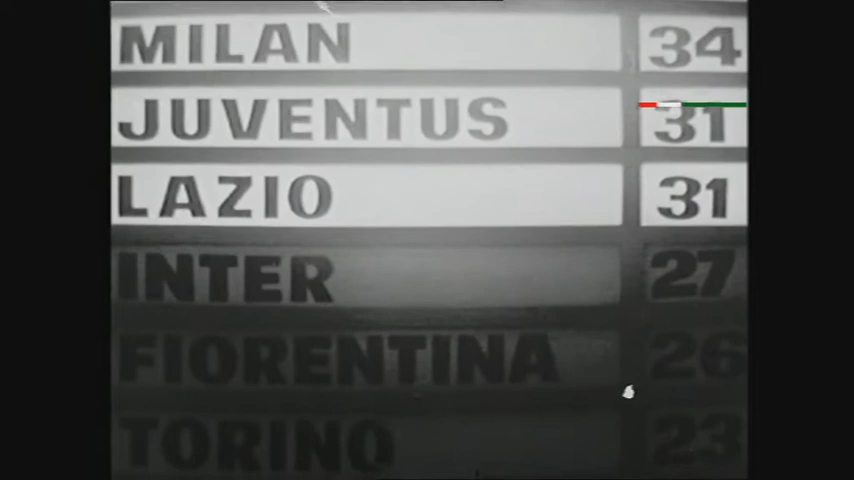 MILAN 34
JUVENTUS 31
LAZIO 31
INTER 27
FIORENTINA 26
TORINO 23